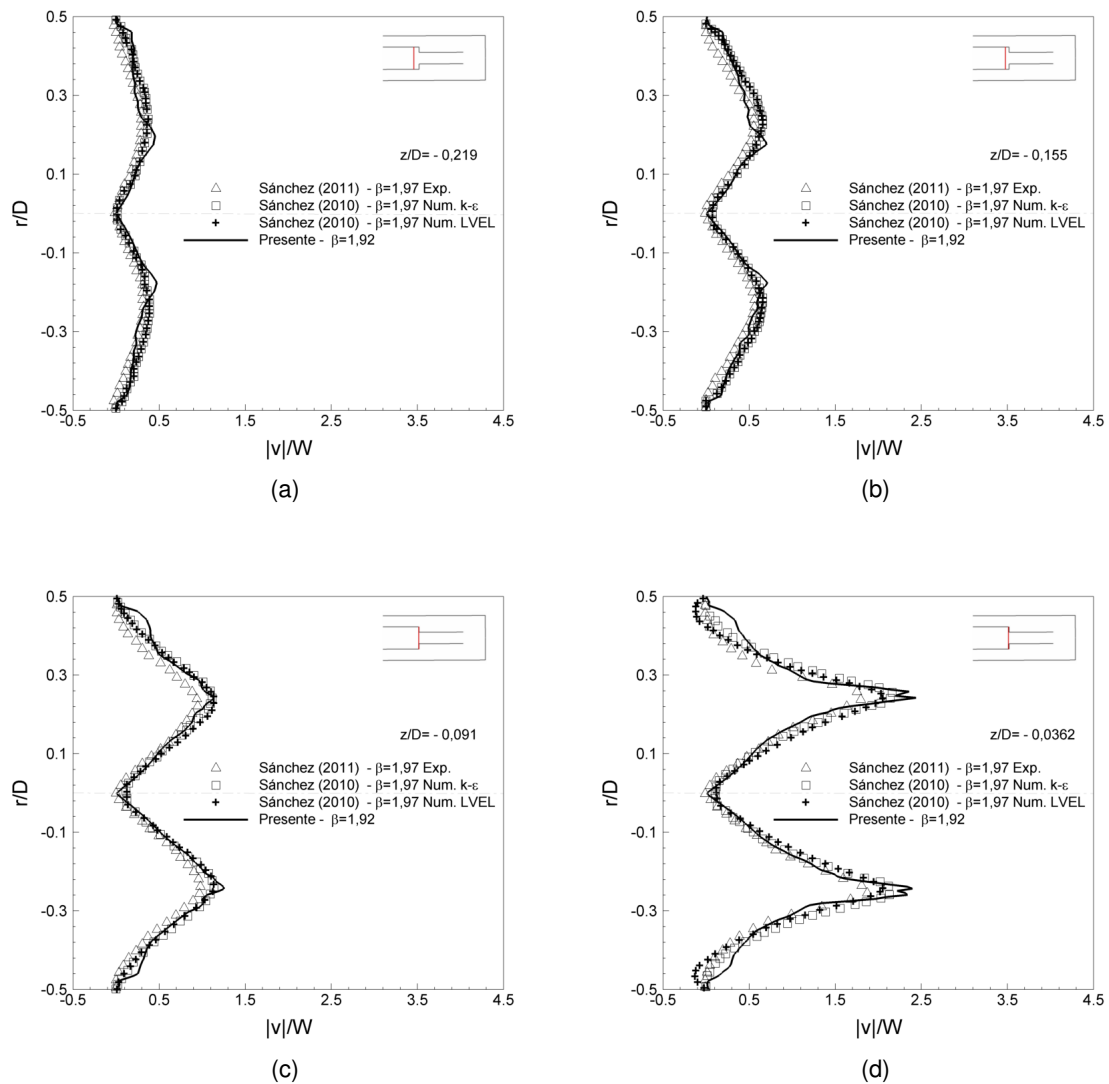 0.5
0.3
0.1
-0.1
-0.3
-0.5
r/D
z/D= - 0,219
Sánchez (2011) - β=1,97 Exp.
Sánchez (2010) - β=1,97 Num. k-ε
Sánchez (2010) - β=1,97 Num. LVEL
Presente - β=1,92
-0.5 0.5 1.5 2.5 3.5 4.5
|v|/W
(a)
0.5
0.3
0.1
-0.1
-0.3
-0.5
r/D
z/D= - 0,155
Sánchez (2011) - β=1,97 Exp.
Sánchez (2010) - β=1,97 Num. k-ε
Sánchez (2010) - β=1,97 Num. LVEL
Presente - β=1,92
-0.5 0.5 1.5 2.5 3.5 4.5
|v|/W
(b)
0.5
0.3
0.1
-0.1
-0.3
-0.5
r/D
z/D= - 0,091
Sánchez (2011) - β=1,97 Exp.
Sánchez (2010) - β=1,97 Num. k-ε
Sánchez (2010) - β=1,97 Num. LVEL
Presente - β=1,92
-0.5 0.5 1.5 2.5 3.5 4.5
|v|/W
(c)
0.5
0.3
0.1
-0.1
-0.3
-0.5
r/D
z/D= - 0,0362
Sánchez (2011) - β=1,97 Exp.
Sánchez (2010) - β=1,97 Num. k-ε
Sánchez (2010) - β=1,97 Num. LVEL
Presente - β=1,92
-0.5 0.5 1.5 2.5 3.5 4.5
|v|/W
(d)